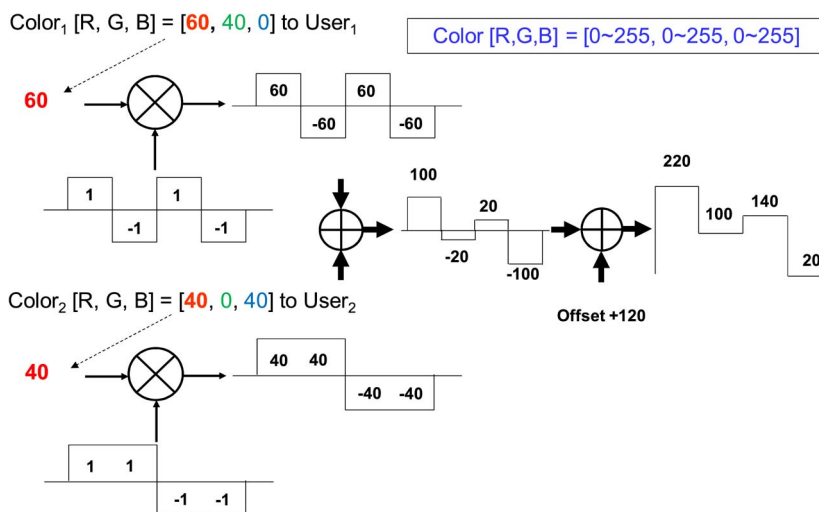 Color₁ [R, G, B] = [60, 40, 0] to User₁
Color [R,G,B] = [0~255, 0~255, 0~255]
60
60 -60 60 -60
1 -1 1 -1
100 -20 20 -100
220 100 140 20
Offset +120
Color₂ [R, G, B] = [40, 0, 40] to User₂
40
40 40 -40 -40
1 1 -1 -1